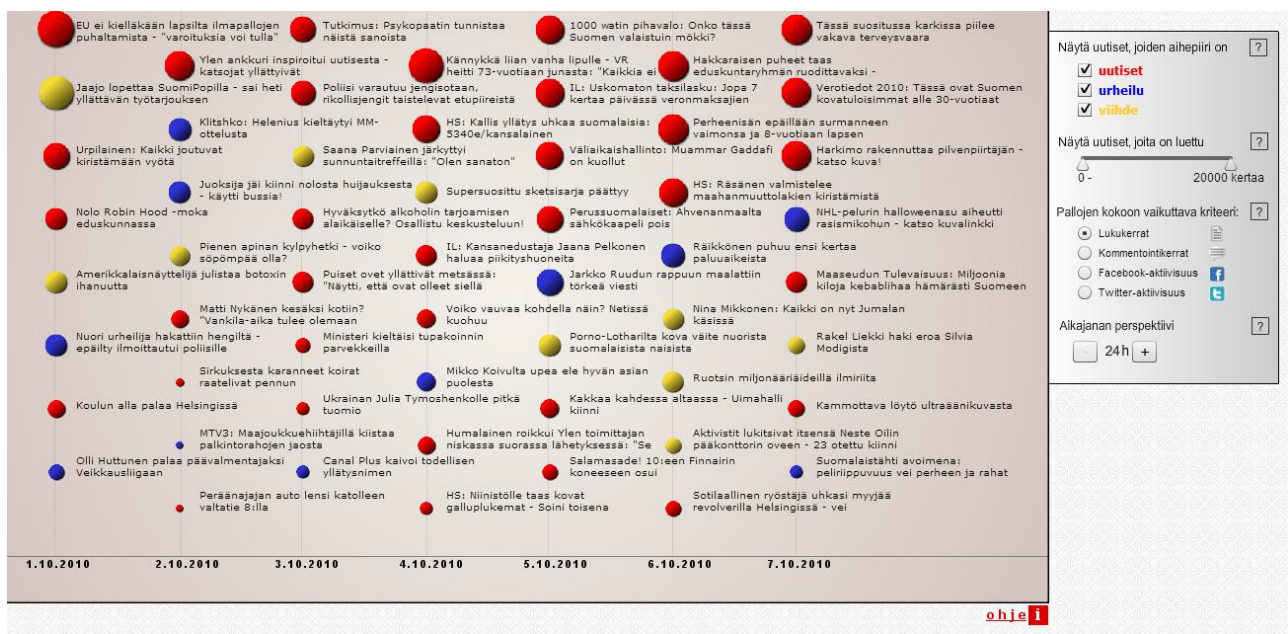 EU ei kielläkään lapsilta ilmapallojen
puhaltamista - "varoituksia voi tulla"
Tutkimus: Psykopaatin tunnistaa
näistä sanoista
1000 watin pihavalo: Onko tässä
Suomen valaistuin mökki?
Tässä suositussa karkissa piilee
vakava terveysvaara
Ylen ankkuri inspiroitui uutisesta -
katsojat yllättyivät
Kännykkä liian vanha lipulle - VR
heitti 73-vuotiaan junasta: "Kaikkia ei
Hakkaraisen puheet taas
eduskuntaryhmän ruodittavaksi -
Jaajo lopettaa SuomiPopilla - sai heti
yllättävän työtarjouksen
Poliisi varautuu jengisotaan,
rikollisjengit taistelevat etupiireistä
IL: Uskomaton taksilasku: Jopa 7
kertaa päivässä veronmaksajien
Verotiedot 2010: Tässä ovat Suomen
kovatuloisimmat alle 30-vuotiaat
Klitshko: Helenius kieltäytyi MM-
ottelusta
HS: Kallis yllätys uhkaa suomalaisia:
5340e/kansalainen
Perheenisän epäillään surmanneen
vaimonsa ja 8-vuotiaan lapsen
Urpilainen: Kaikki joutuvat
kiristämään vyötä
Saana Parviainen järkyttyi
sunnuntaitreffeillä: "Olen sanaton"
Väliaikaishallinto: Muammar Gaddafi
on kuollut
Harkimo rakennuttaa pilvenpiirtäjän -
katso kuva!
Juoksija jäi kiinni nolosta huijauksesta
- käytti bussia!
Supersuosittu sketsisarja päättyy
HS: Räsänen valmistelee
maahanmuuttolakien kiristämistä
Nolo Robin Hood -moka
eduskunnassa
Hyväksytkö alkoholin tarjoamisen
alaikäiselle? Osallistu keskusteluun!
Perussuomalaiset: Ahvenanmaalta
sähkökaapeli pois
NHL-pelurin halloweenasu aiheutti
rasismikohun - katso kuvalinkki
Pienen apinan kylpyhetki - voiko
söpömpää olla?
IL: Kansanedustaja Jaana Pelkonen
haluaa piikityshuoneita
Räikkönen puhuu ensi kertaa
paluuaikeista
Amerikkalaisnäyttelijä julistaa botoxin
ihanuutta
Puiset ovet yllättivät metsässä:
"Näytti, että ovat olleet siellä
Jarkko Ruudun rappuun maalattiin
törkeä viesti
Maaseudun Tulevaisuus: Miljoonia
kiloja kebablihaa hämärästi Suomeen
Matti Nykänen kesäksi kotiin?
"Vankila-aika tulee olemaan
Voiko vauvaa kohdella näin? Netissä
kuohuu
Nina Mikkonen: Kaikki on nyt Jumalan
käsissä
Nuori urheilija hakattiin hengiltä -
epäilty ilmoittautui poliisille
Ministeri kieltäisi tupakoinnin
parvekkeilla
Porno-Lotharilta kova väite nuorista
suomalaisista naisista
Rakel Liekki haki eroa Silvia
Modigista
Sirkuksesta karanneet koirat
raatelivat pennun
Mikko Koivulta upea ele hyvän asian
puolesta
Ruotsin miljonääriäideillä ilmiriita
Koulun alla palaa Helsingissä
Ukrainan Julia Tymoshenkolle pitkä
tuomio
Kakkaa kahdessa altaassa - Uimahalli
kiinni
Kammottava löytö ultraäänikuvasta
MTV3: Maajoukkuehiihtäjillä kiistaa
palkintorahojen jaosta
Humalainen roikkui Ylen toimittajan
niskassa suorassa lähetyksessä: "Se
Aktivistit lukitsivat itsensä Neste Oilin
pääkonttorin oveen - 23 otettu kiinni
Olli Huttunen palaa päävalmentajaksi
Veikkausliigaan
Canal Plus kaivoi todellisen
yllätysnimen
Salamasade! 10:een Finnairin
koneeseen osui
Suomalaistähti avoimena:
peliriippuvuus vei perheen ja rahat
Peräänajajan auto lensi katolleen
valtatie 8:lla
HS: Niinistölle taas kovat
galluplukemat - Soini toisena
Sotilaallinen ryöstäjä uhkasi myyjää
revolverilla Helsingissä - vei
1.10.2010 2.10.2010 3.10.2010 4.10.2010 5.10.2010 6.10.2010 7.10.2010
ohje i
Näytä uutiset, joiden aihepiiri on ?
uutiset
urheilu
viihde
Näytä uutiset, joita on luettu ?
0 - 20000 kertaa
Pallojen kokoon vaikuttava kriteeri: ?
Lukukerrat
Kommentointikerrat
Facebook-aktiivisuus f
Twitter-aktiivisuus t
Aikajanan perspektiivi ?
- 24h +